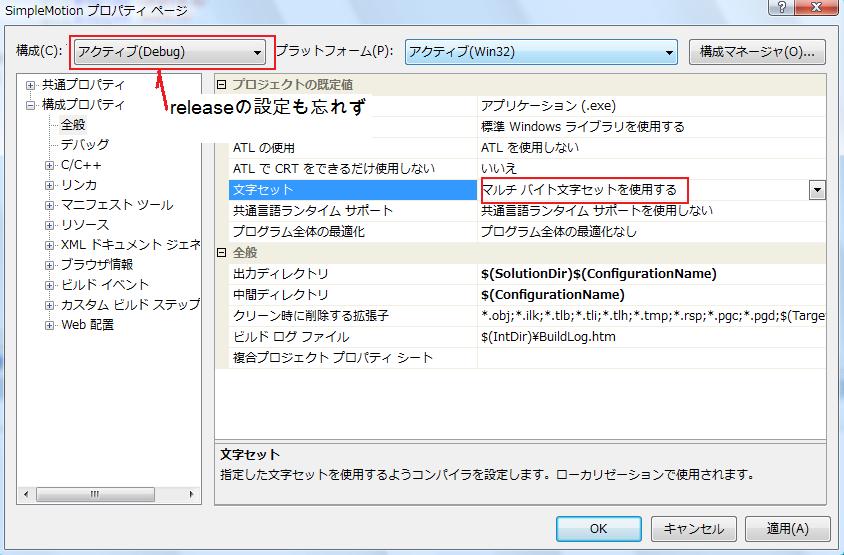 SimpleMotion プロパティ ページ
?
構成(C): アクティブ(Debug) プラットフォーム(P): アクティブ(Win32) 構成マネージャ(O)...
releaseの設定も忘れず
共通プロパティ
構成プロパティ
全般
デバッグ
C/C++
リンカ
マニフェスト ツール
リソース
XML ドキュメント ジェネ
ブラウザ情報
ビルド イベント
カスタム ビルド ステップ
Web 配置
プロジェクトの既定値
アプリケーション (.exe)
標準 Windows ライブラリを使用する
ATL の使用 ATL を使用しない
ATL で CRT をできるだけ使用しない いいえ
文字セット マルチ バイト文字セットを使用する
共通言語ランタイム サポート 共通言語ランタイム サポートを使用しない
プログラム全体の最適化 プログラム全体の最適化なし
全般
出力ディレクトリ $(SolutionDir)$(ConfigurationName)
中間ディレクトリ $(ConfigurationName)
クリーン時に削除する拡張子 *.obj;*.ilk;*.tlb;*.tli;*.tlh;*.tmp;*.rsp;*.pgc;*.pgd;$(Targe
ビルド ログ ファイル $(IntDir)¥BuildLog.htm
複合プロジェクト プロパティ シート
文字セット
指定した文字セットを使用するようコンパイラを設定します。ローカリゼーションで使用されます。
OK キャンセル 適用(A)